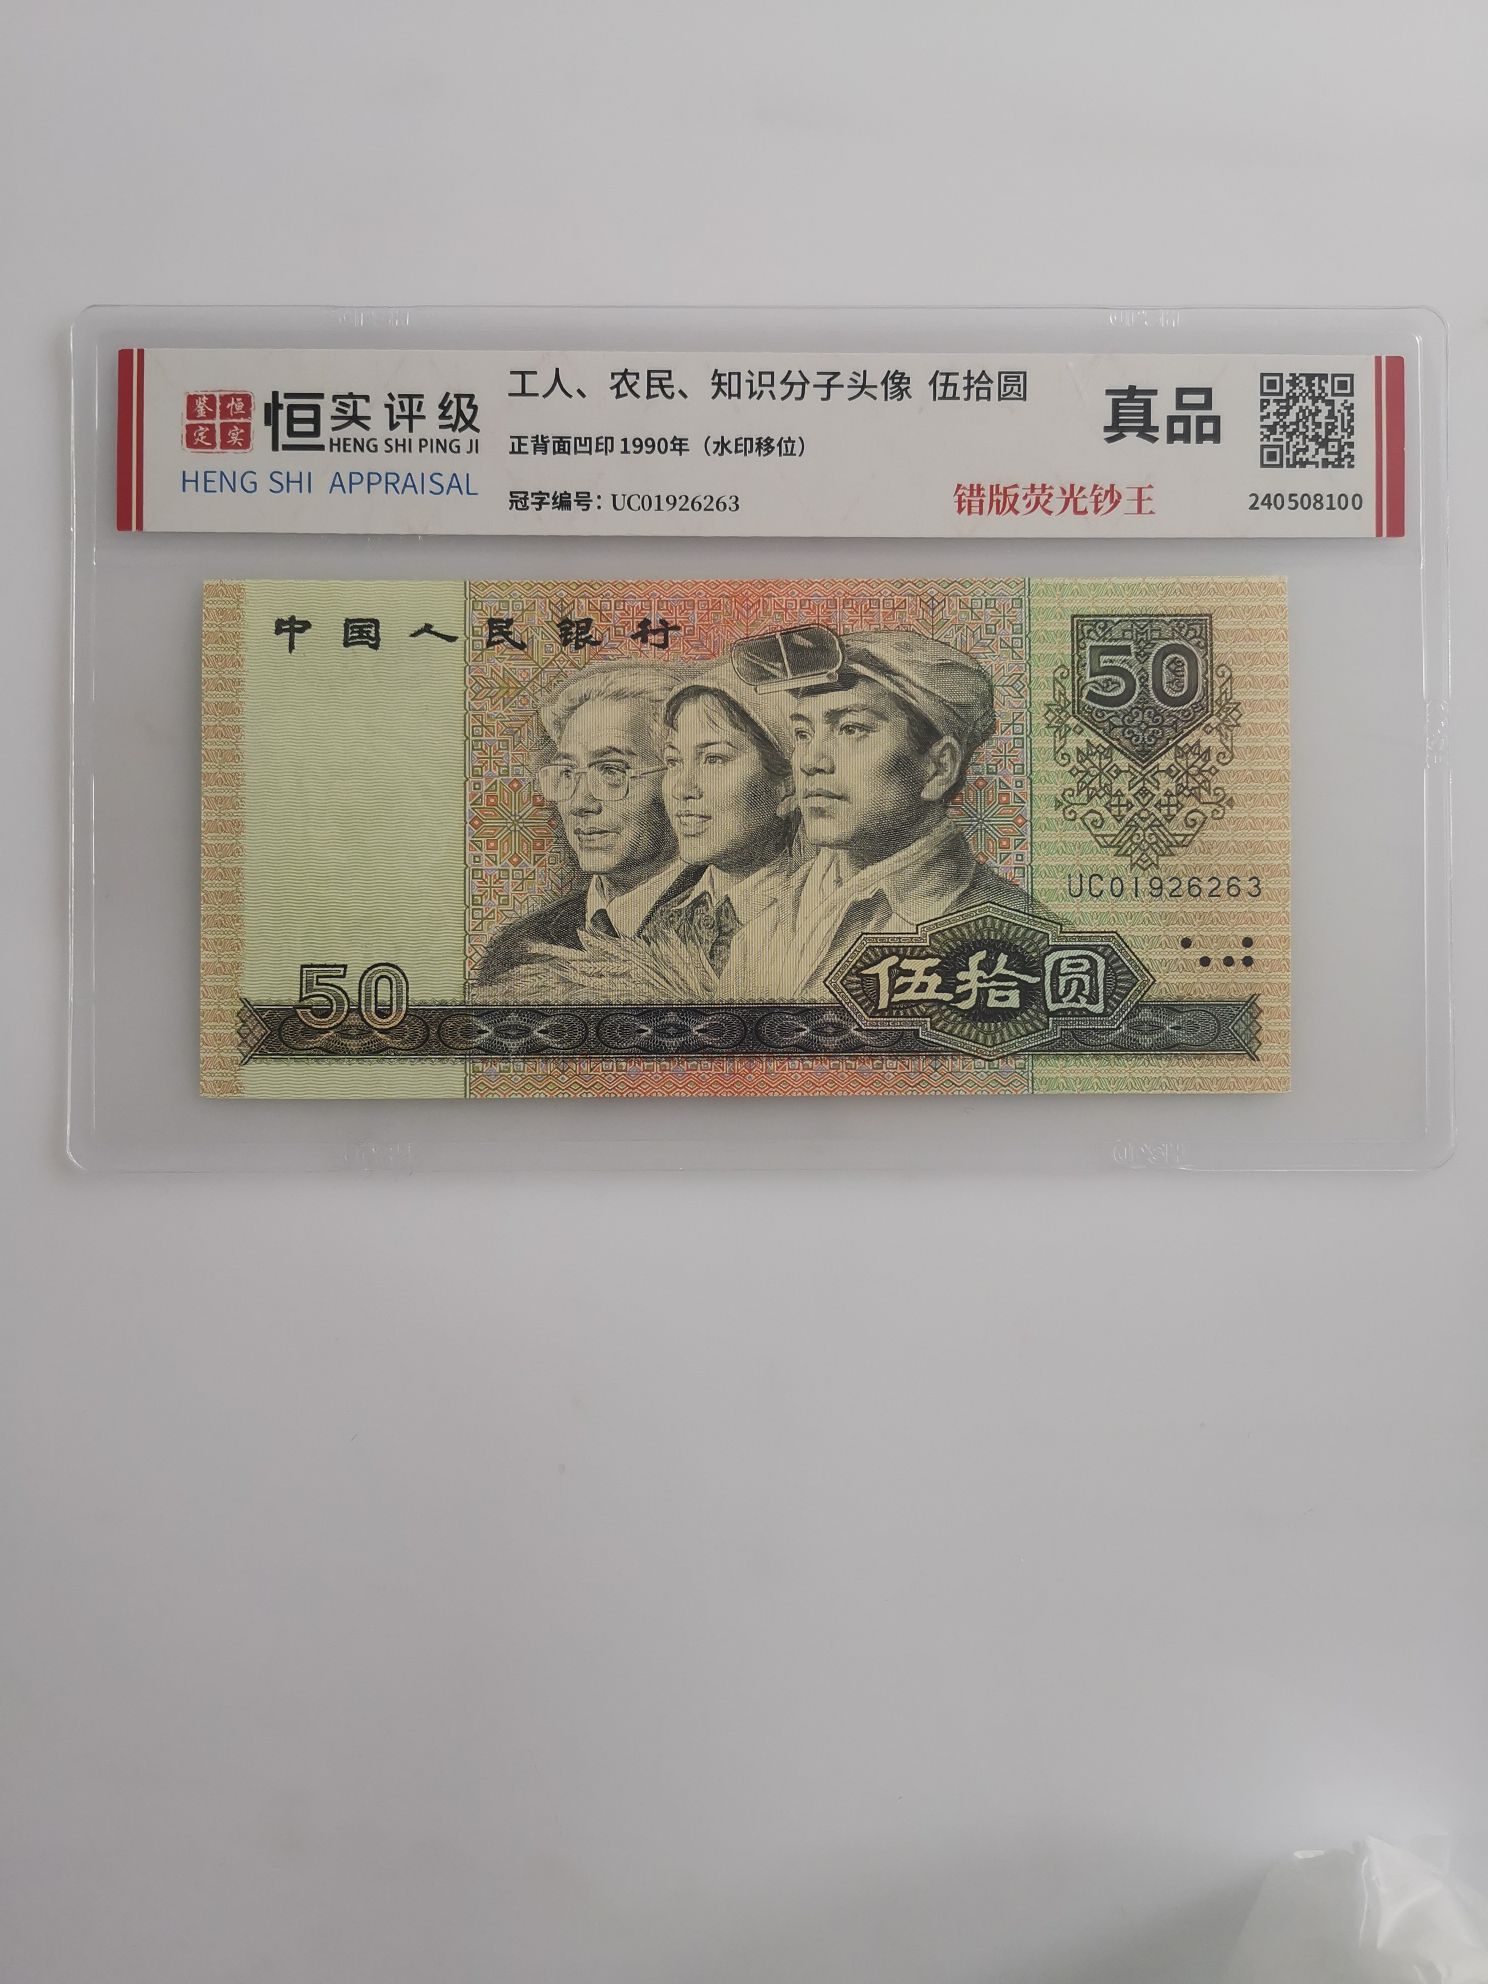 鉴恒
定实
恒实评级
HENG SHI PING JI
HENG SHI APPRAISAL
工人、农民、知识分子头像 伍拾圆
正背面凹印 1990年（水印移位）
冠字编号：UC01926263
真品
错版荧光钞王
240508100
中国人民银行
50
UC01926263
50
伍拾圆